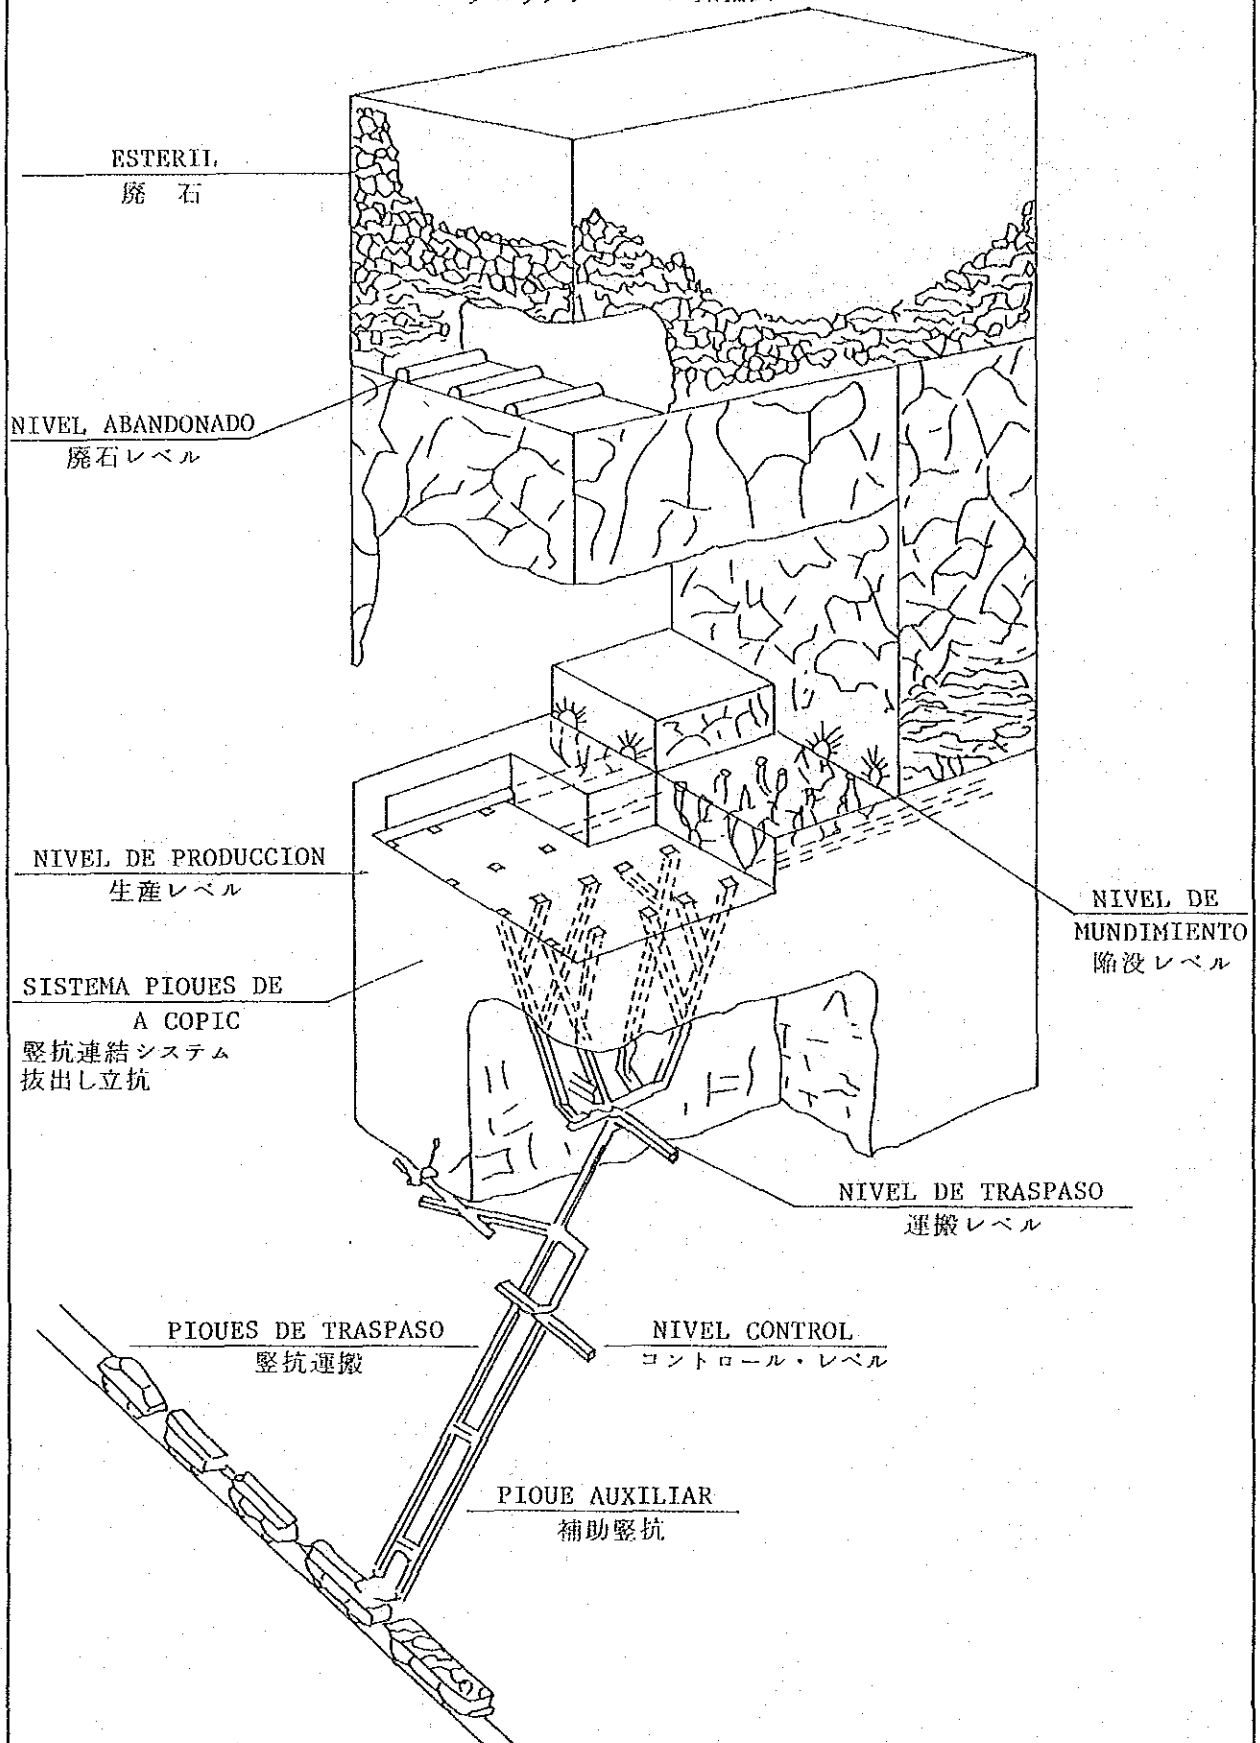 ESTERIL
廃 石
NIVEL ABANDONADO
廃石レベル
NIVEL DE PRODUCCION
生産レベル
NIVEL DE
MUNDIMIENTO
陥没レベル
SISTEMA PIQUES DE
A COPIC
竪抗連結システム
抜出し立抗
NIVEL DE TRASPASO
運搬レベル
PIQUES DE TRASPASO
竪抗運搬
NIVEL CONTROL
コントロール・レベル
PIQUE AUXILIAR
補助竪抗